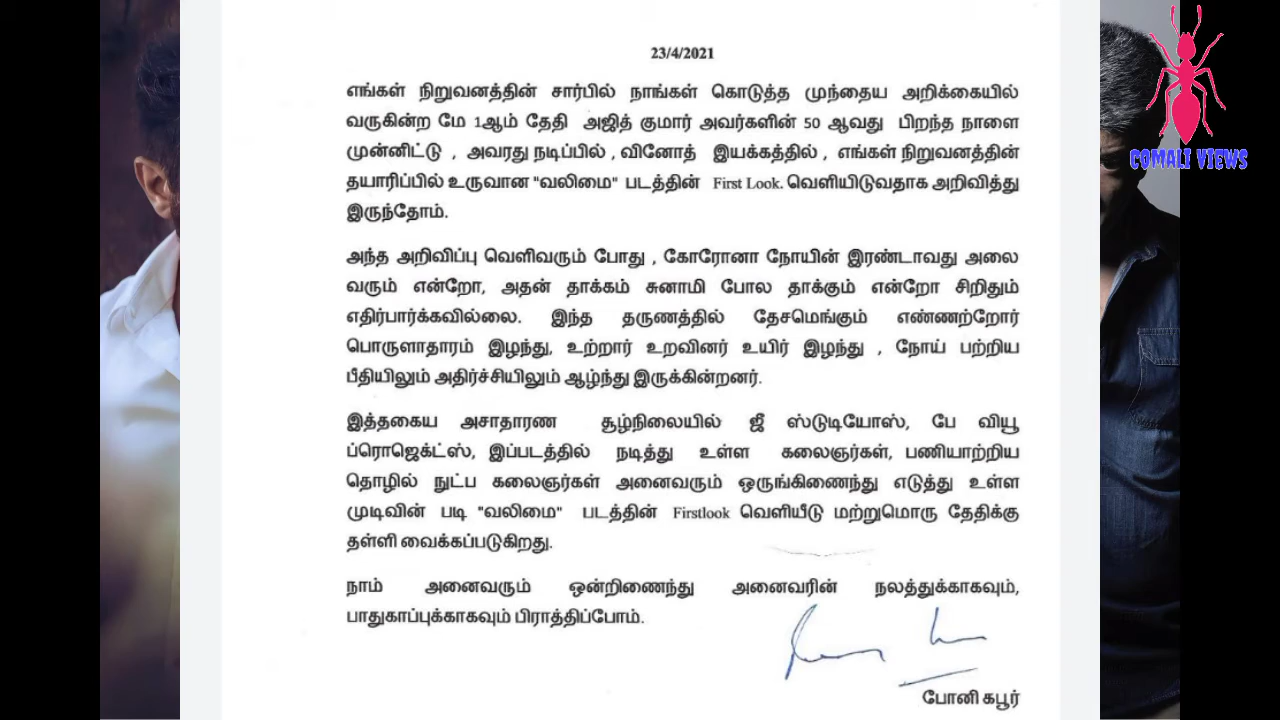 23/4/2021
எங்கள் நிறுவனத்தின் சார்பில் நாங்கள் கொடுத்த முந்தைய அறிக்கையில்
வருகின்ற மே 1ஆம் தேதி அஜித் குமார் அவர்களின் 50 ஆவது பிறந்த நாளை
முன்னிட்டு , அவரது நடிப்பில் , வினோத் இயக்கத்தில் , எங்கள் நிறுவனத்தின்
தயாரிப்பில் உருவான "வலிமை" படத்தின் First Look. வெளியிடுவதாக அறிவித்து
இருந்தோம்.
அந்த அறிவிப்பு வெளிவரும் போது , கோரோனா நோயின் இரண்டாவது அலை
வரும் என்றோ, அதன் தாக்கம் சுனாமி போல தாக்கும் என்றோ சிறிதும்
எதிர்பார்க்கவில்லை. இந்த தருணத்தில் தேசமெங்கும் எண்ணற்றோர்
பொருளாதாரம் இழந்து, உற்றார் உறவினர் உயிர் இழந்து , நோய் பற்றிய
பீதியிலும் அதிர்ச்சியிலும் ஆழ்ந்து இருக்கின்றனர்.
இத்தகைய அசாதாரண சூழ்நிலையில் ஜீ ஸ்டுடியோஸ், பே வியூ
ப்ரொஜெக்ட்ஸ், இப்படத்தில் நடித்து உள்ள கலைஞர்கள், பணியாற்றிய
தொழில் நுட்ப கலைஞர்கள் அனைவரும் ஒருங்கிணைந்து எடுத்து உள்ள
முடிவின் படி "வலிமை" படத்தின் Firstlook வெளியீடு மற்றுமொரு தேதிக்கு
தள்ளி வைக்கப்படுகிறது.
நாம் அனைவரும் ஒன்றிணைந்து அனைவரின் நலத்துக்காகவும்,
பாதுகாப்புக்காகவும் பிராத்திப்போம்.
போனி கபூர்
COMALI VIEWS